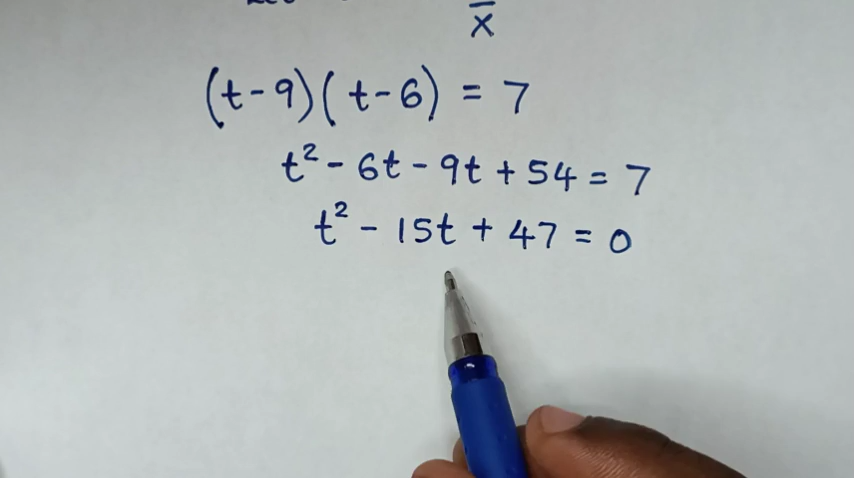 x
(t-9)(t-6) = 7
t² - 6t - 9t + 54 = 7
t² - 15t + 47 = 0